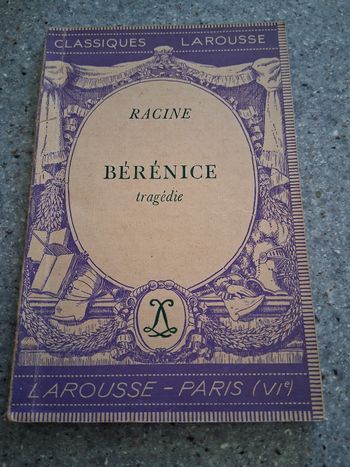 CLASSIQUES LAROUSSE
RACINE
BÉRÉNICE
tragédie
L
LAROUSSE – PARIS (VIe)